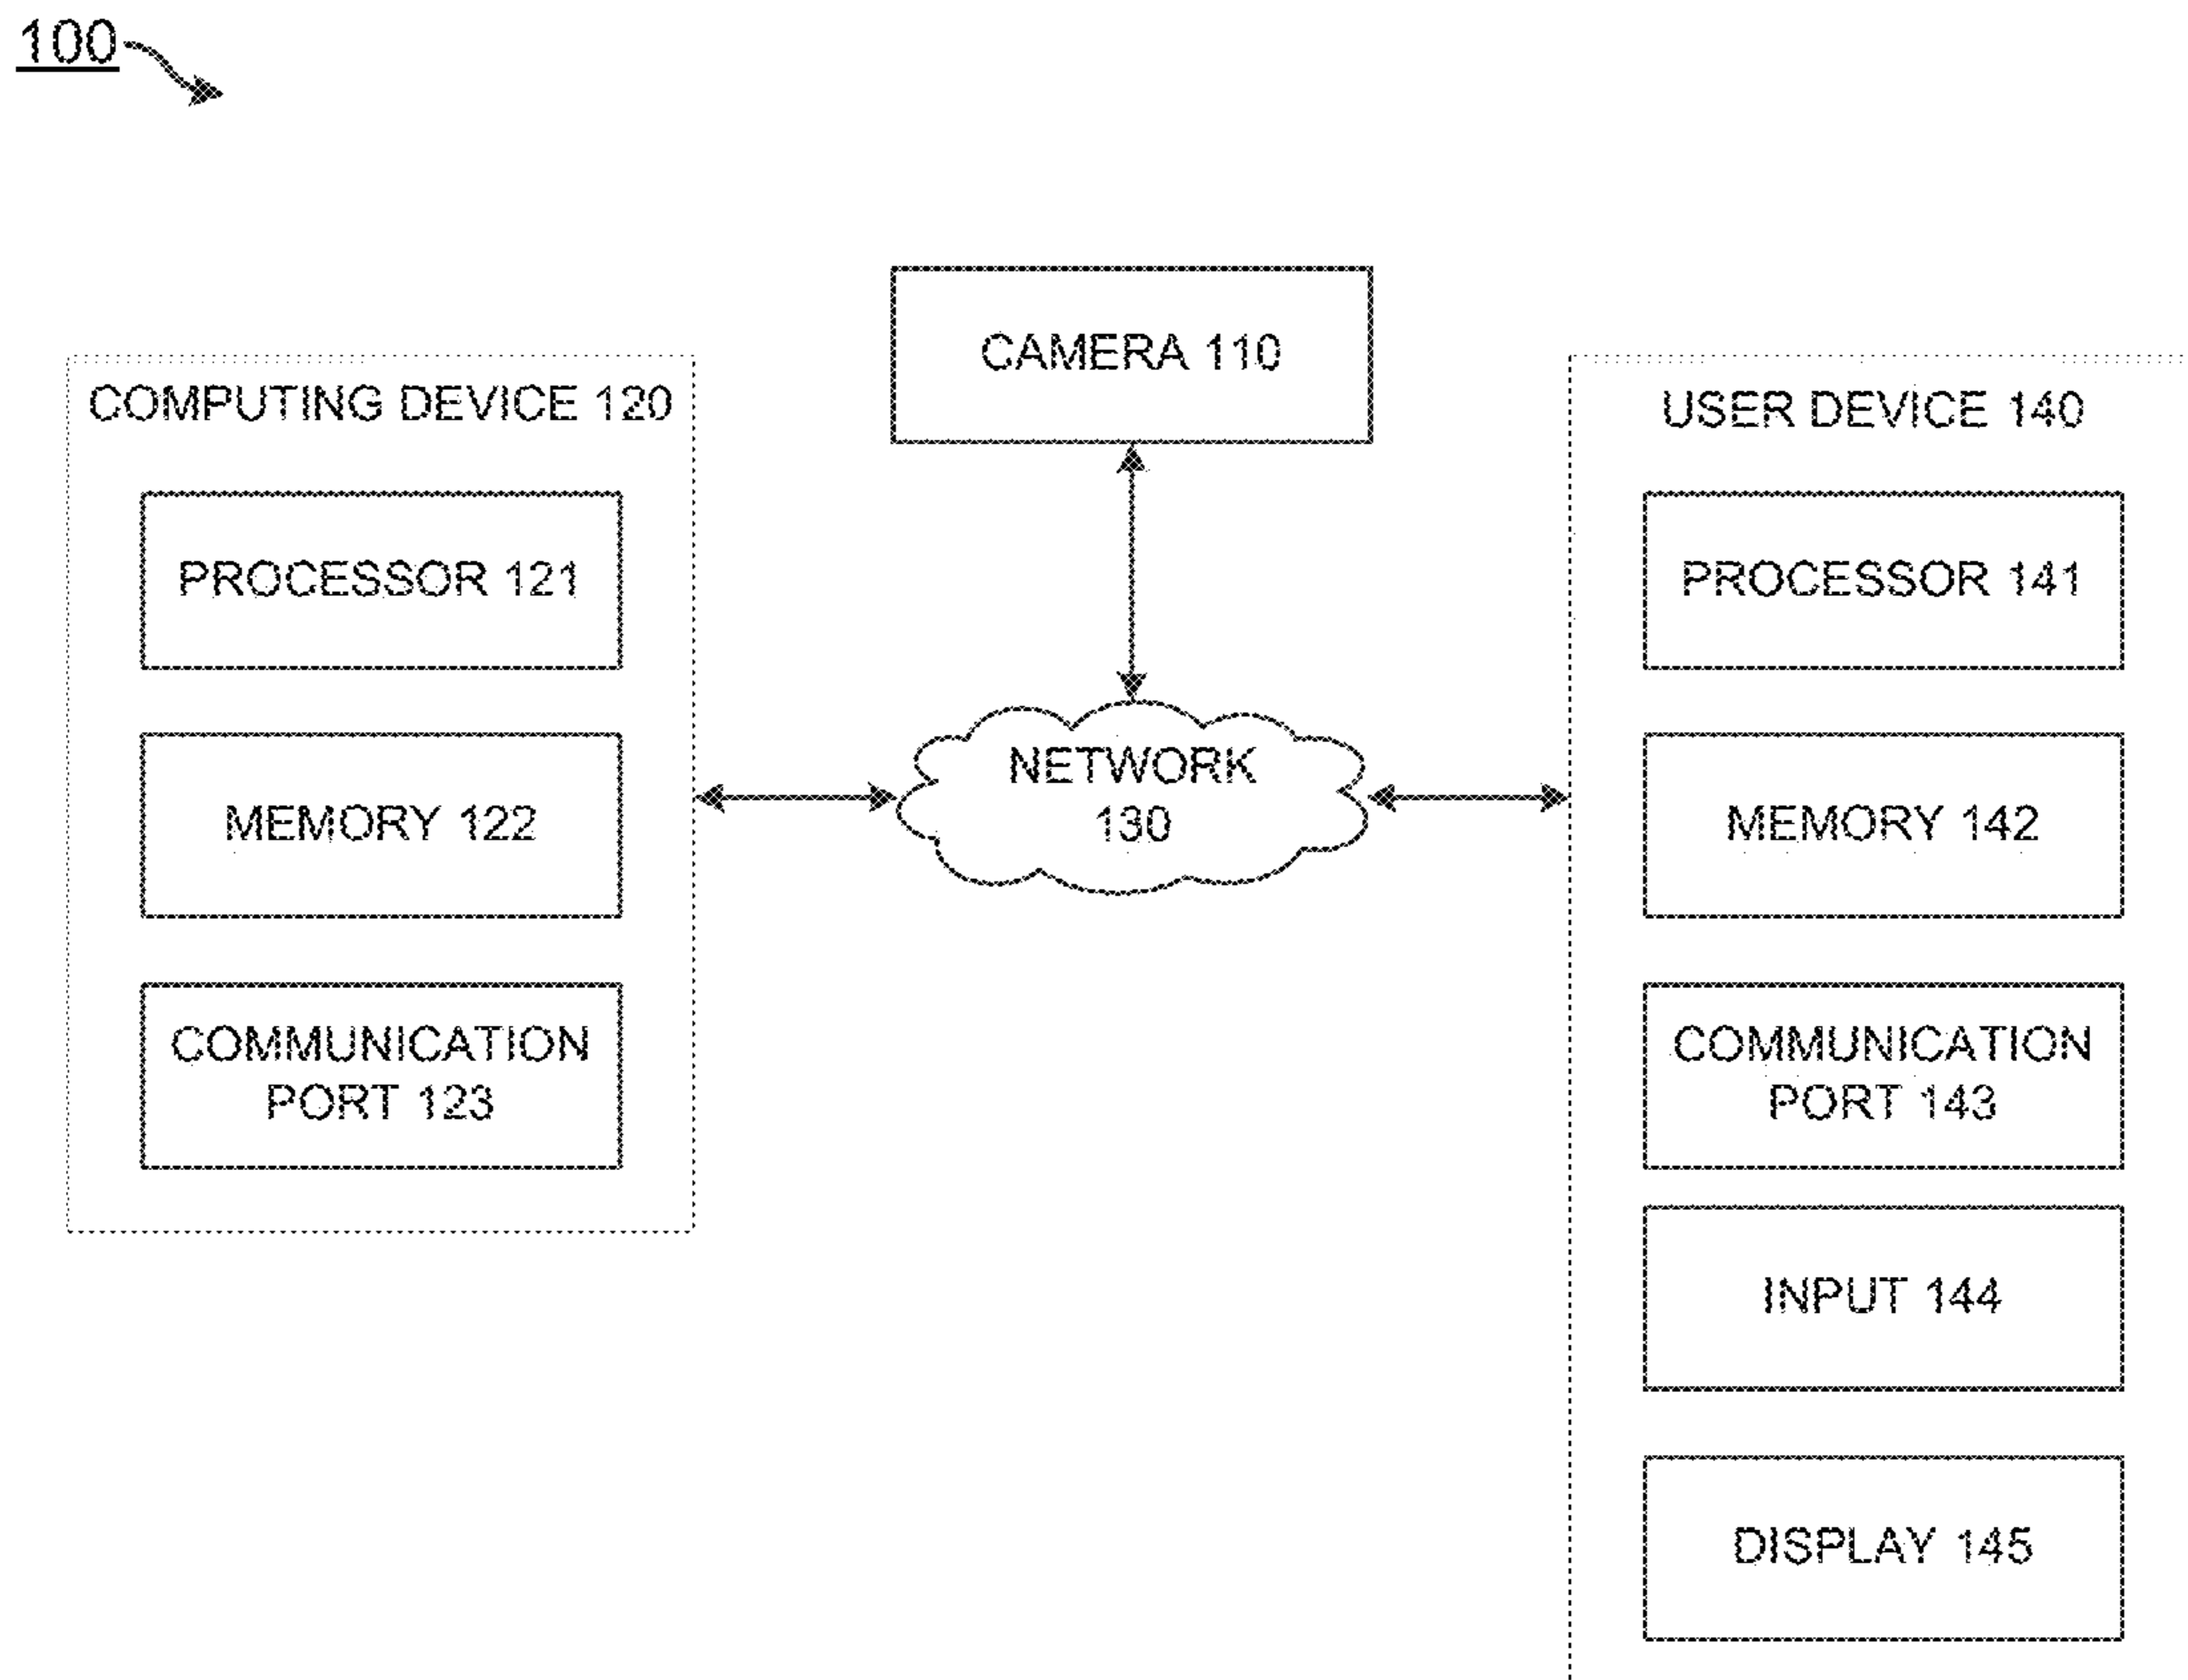 100
CAMERA 110
COMPUTING DEVICE 120
PROCESSOR 121
MEMORY 122
COMMUNICATION
PORT 123
NETWORK
130
USER DEVICE 140
PROCESSOR 141
MEMORY 142
COMMUNICATION
PORT 143
INPUT 144
DISPLAY 145